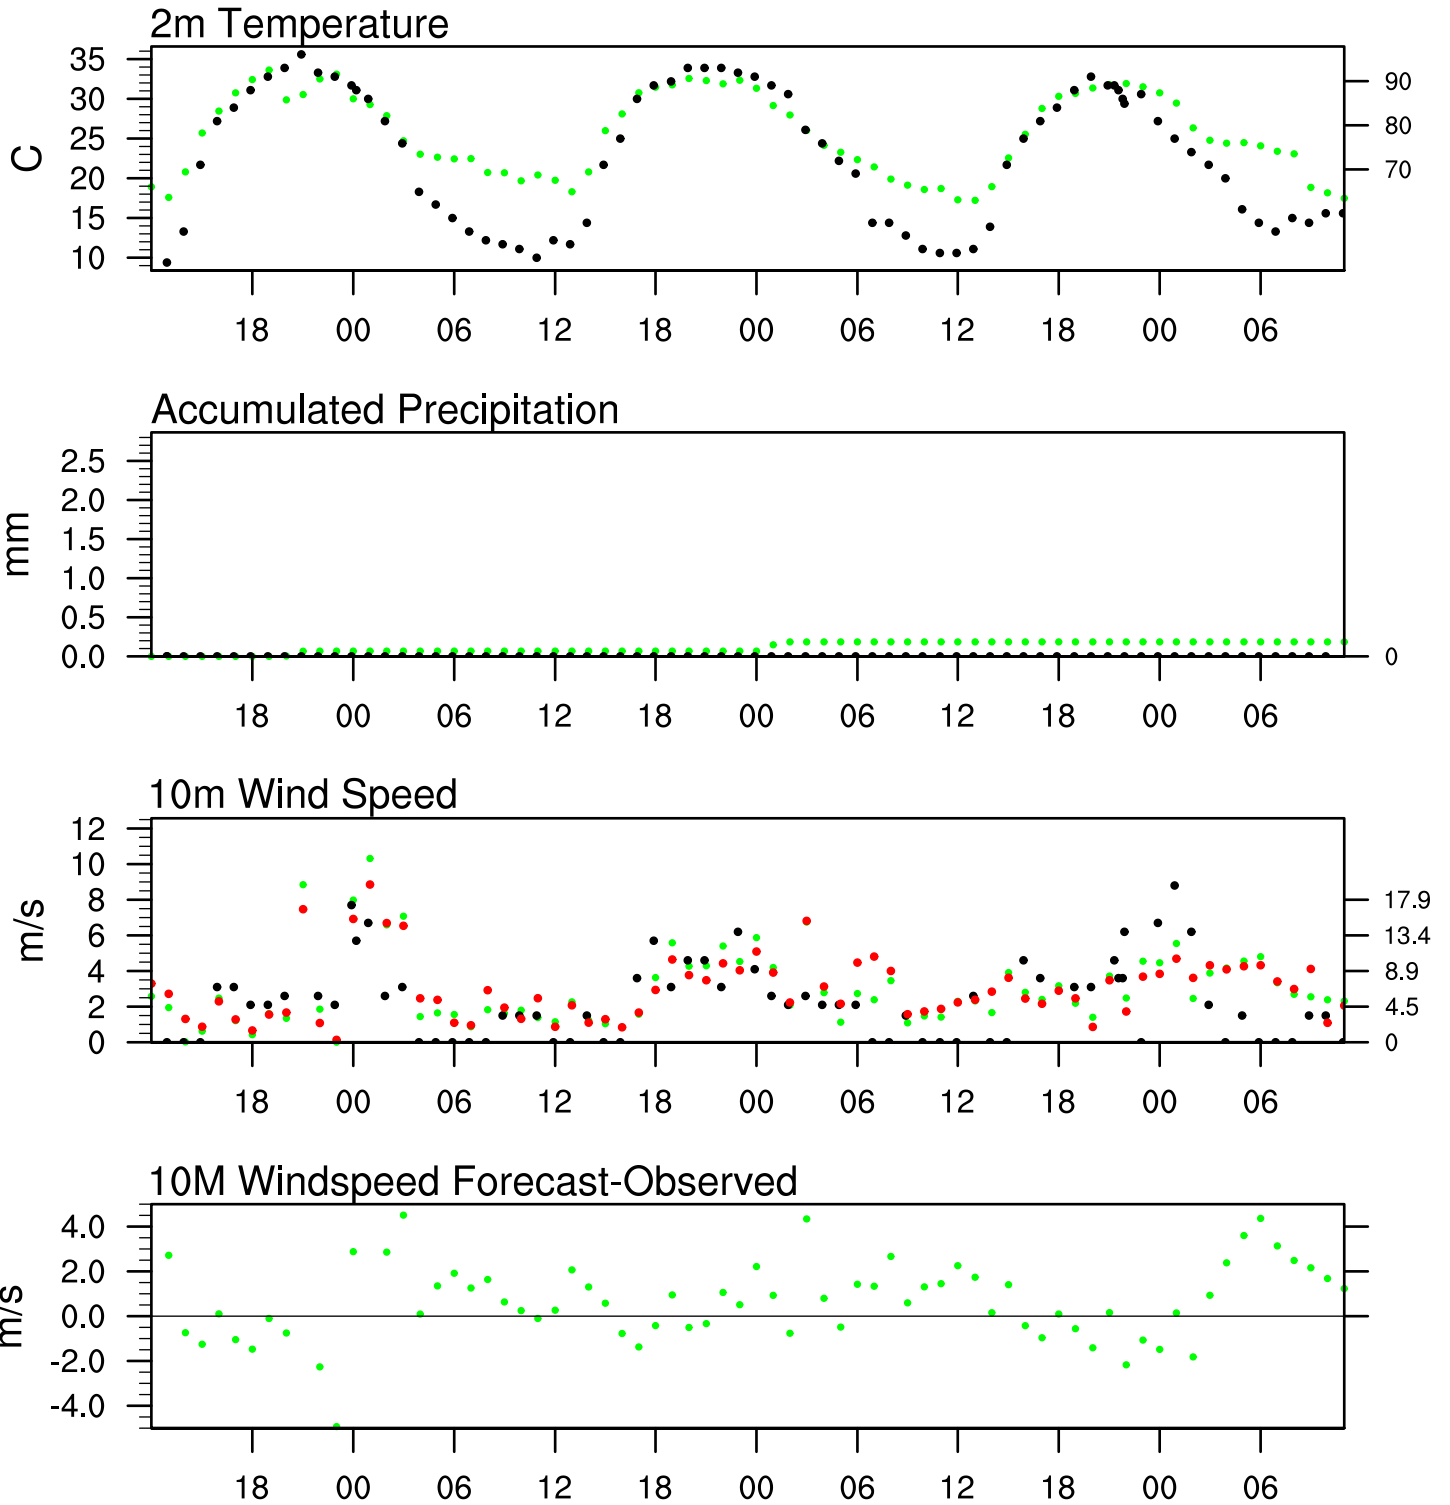 2m Temperature
35
30
25
20
15
10
C
90
80
70
18 00 06 12 18 00 06 12 18 00 06
Accumulated Precipitation
2.5
2.0
1.5
1.0
0.5
0.0
mm
0
18 00 06 12 18 00 06 12 18 00 06
10m Wind Speed
12
10
8
6
4
2
0
m/s
17.9
13.4
8.9
4.5
0
18 00 06 12 18 00 06 12 18 00 06
10M Windspeed Forecast-Observed
4.0
2.0
0.0
-2.0
-4.0
m/s
18 00 06 12 18 00 06 12 18 00 06